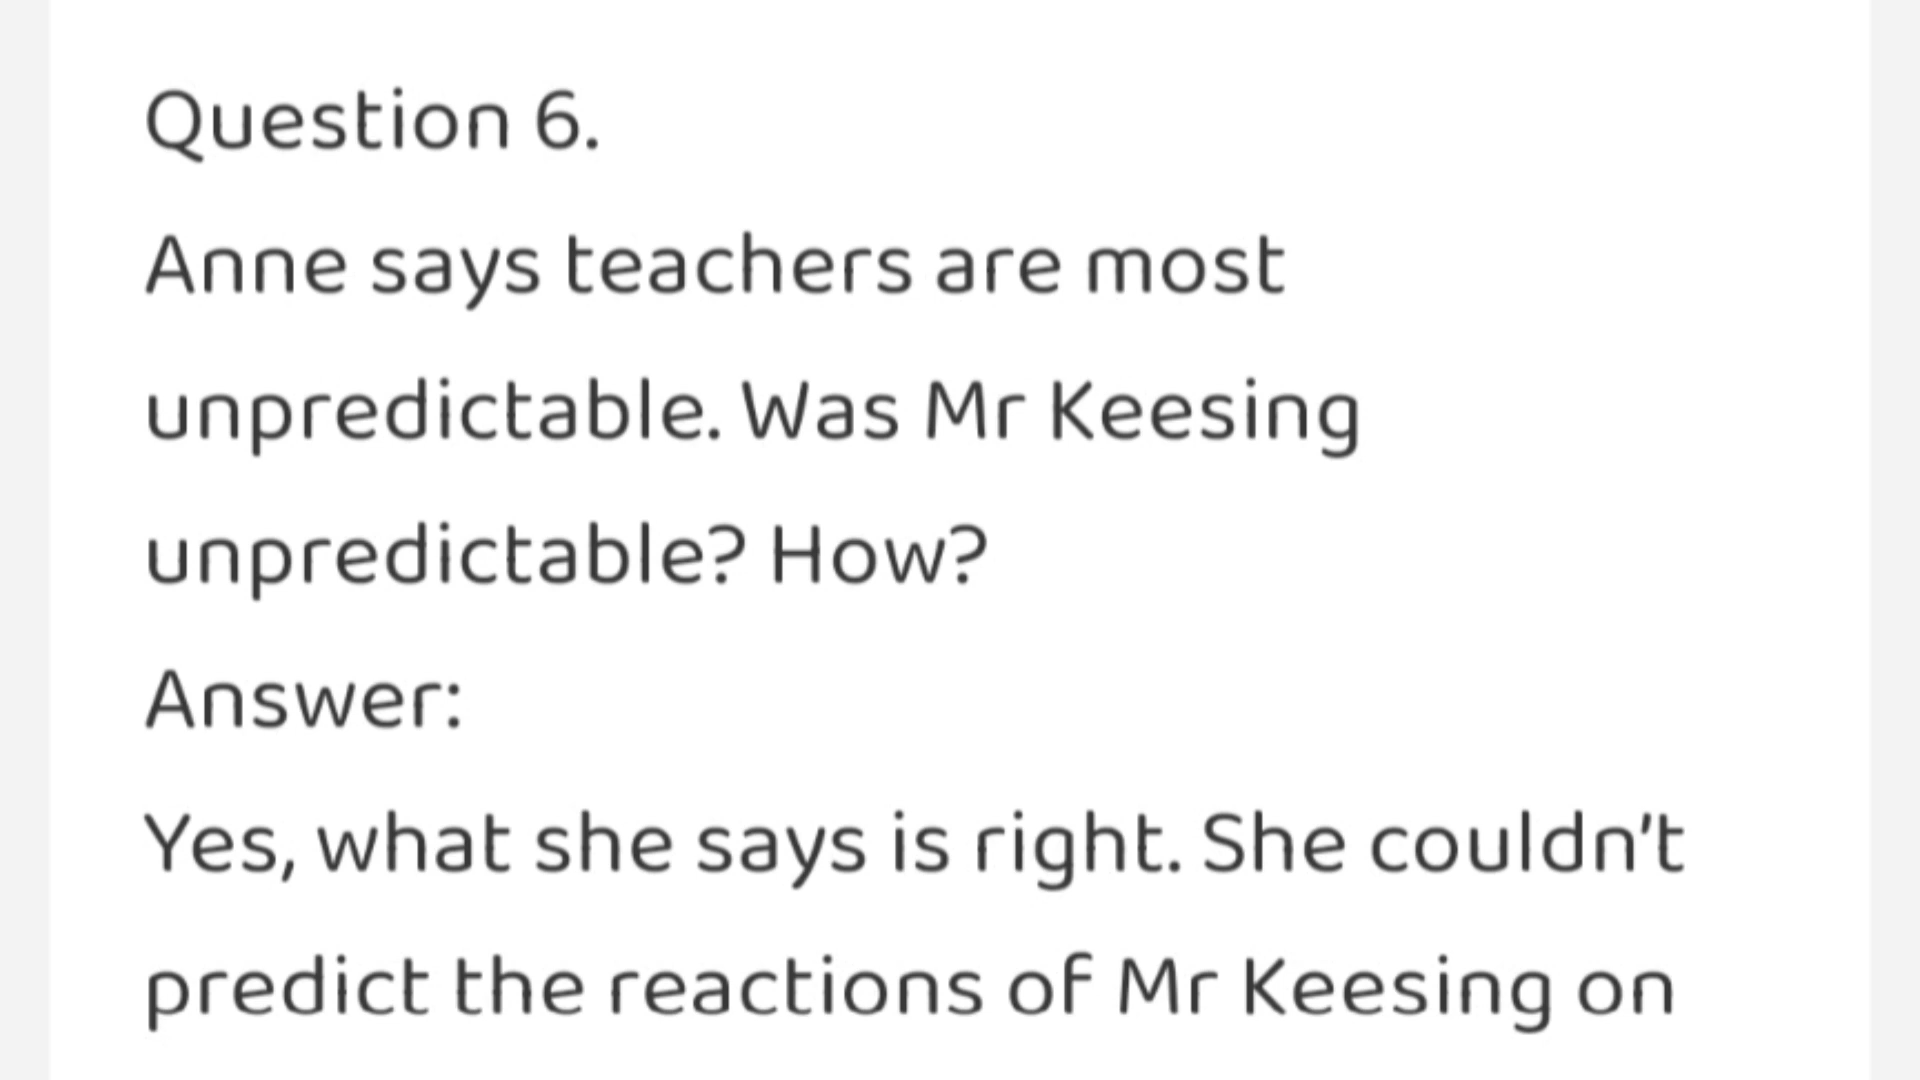 Question 6.
Anne says teachers are most
unpredictable. Was Mr Keesing
unpredictable? How?
Answer:
Yes, what she says is right. She couldn’t
predict the reactions of Mr Keesing on